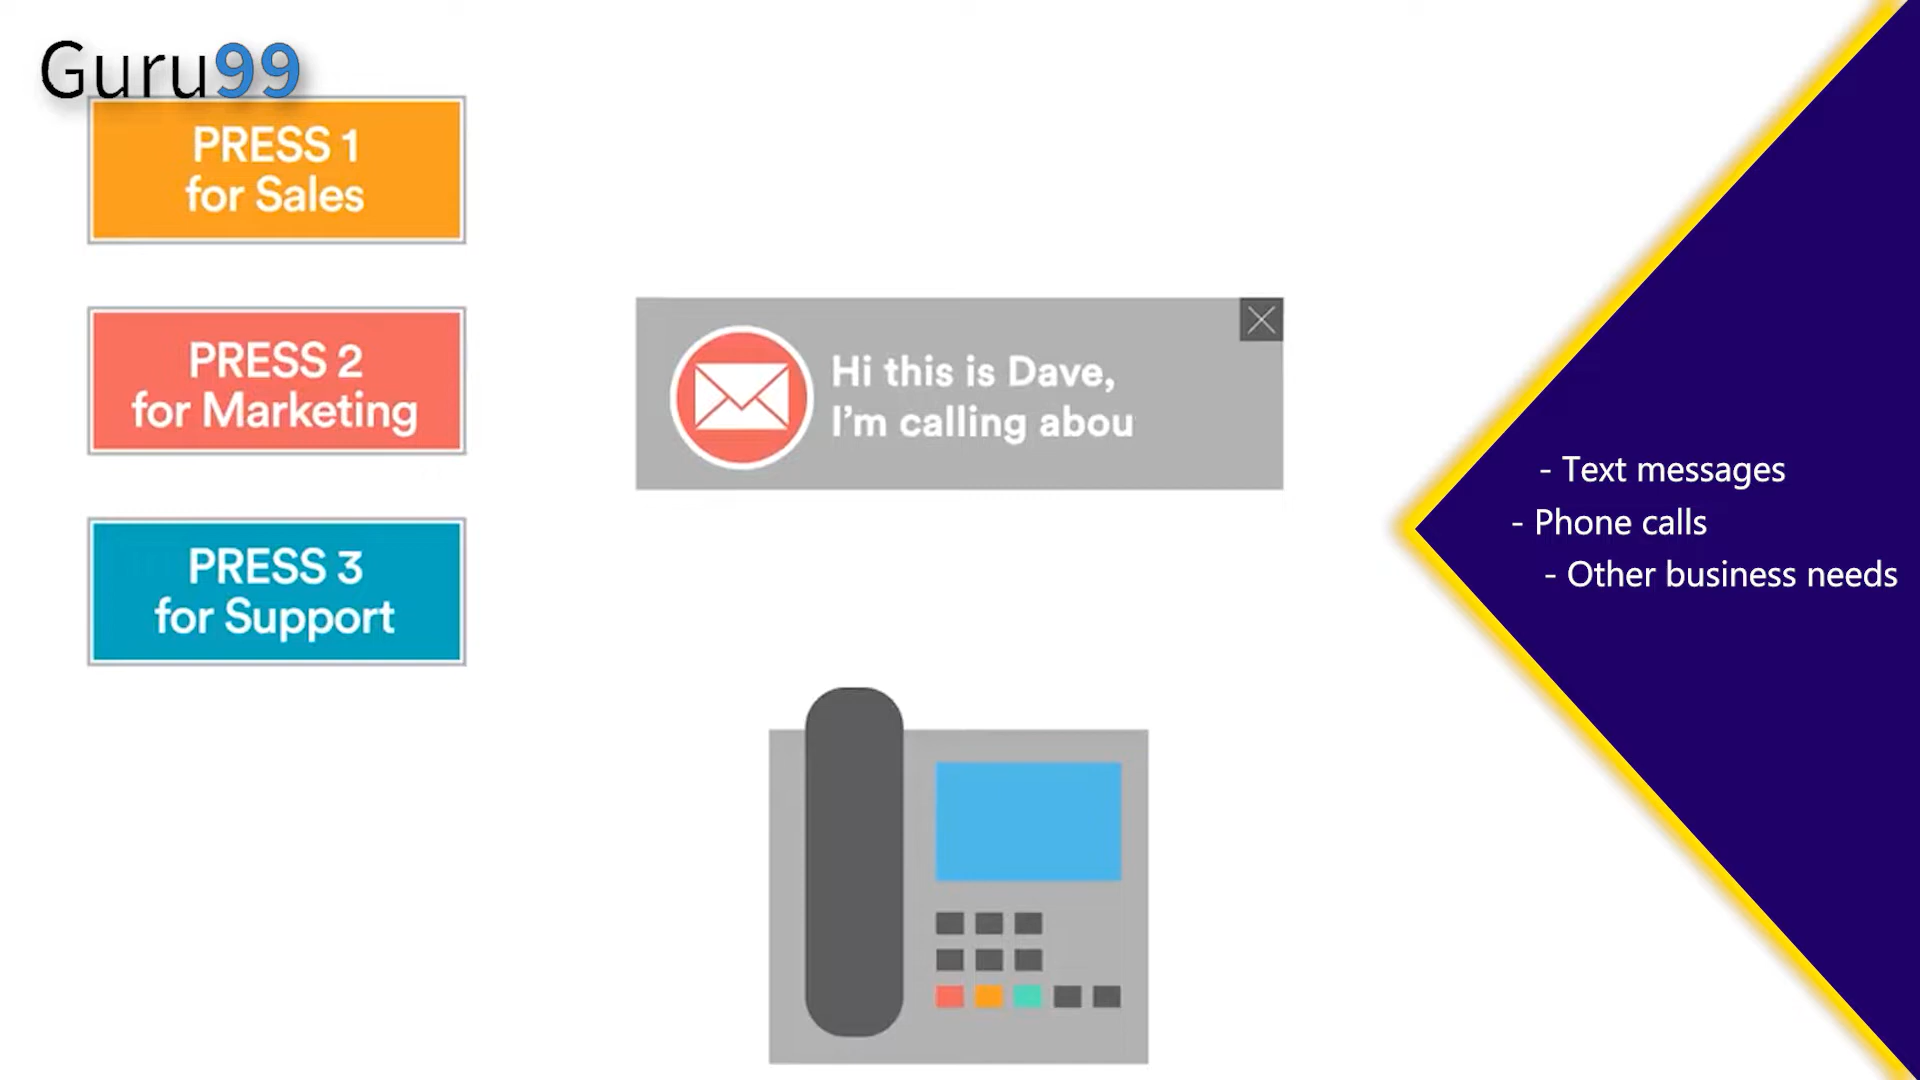 Guru99
PRESS 1
for Sales
PRESS 2
for Marketing
PRESS 3
for Support
Hi this is Dave,
I'm calling abou
- Text messages
- Phone calls
- Other business needs